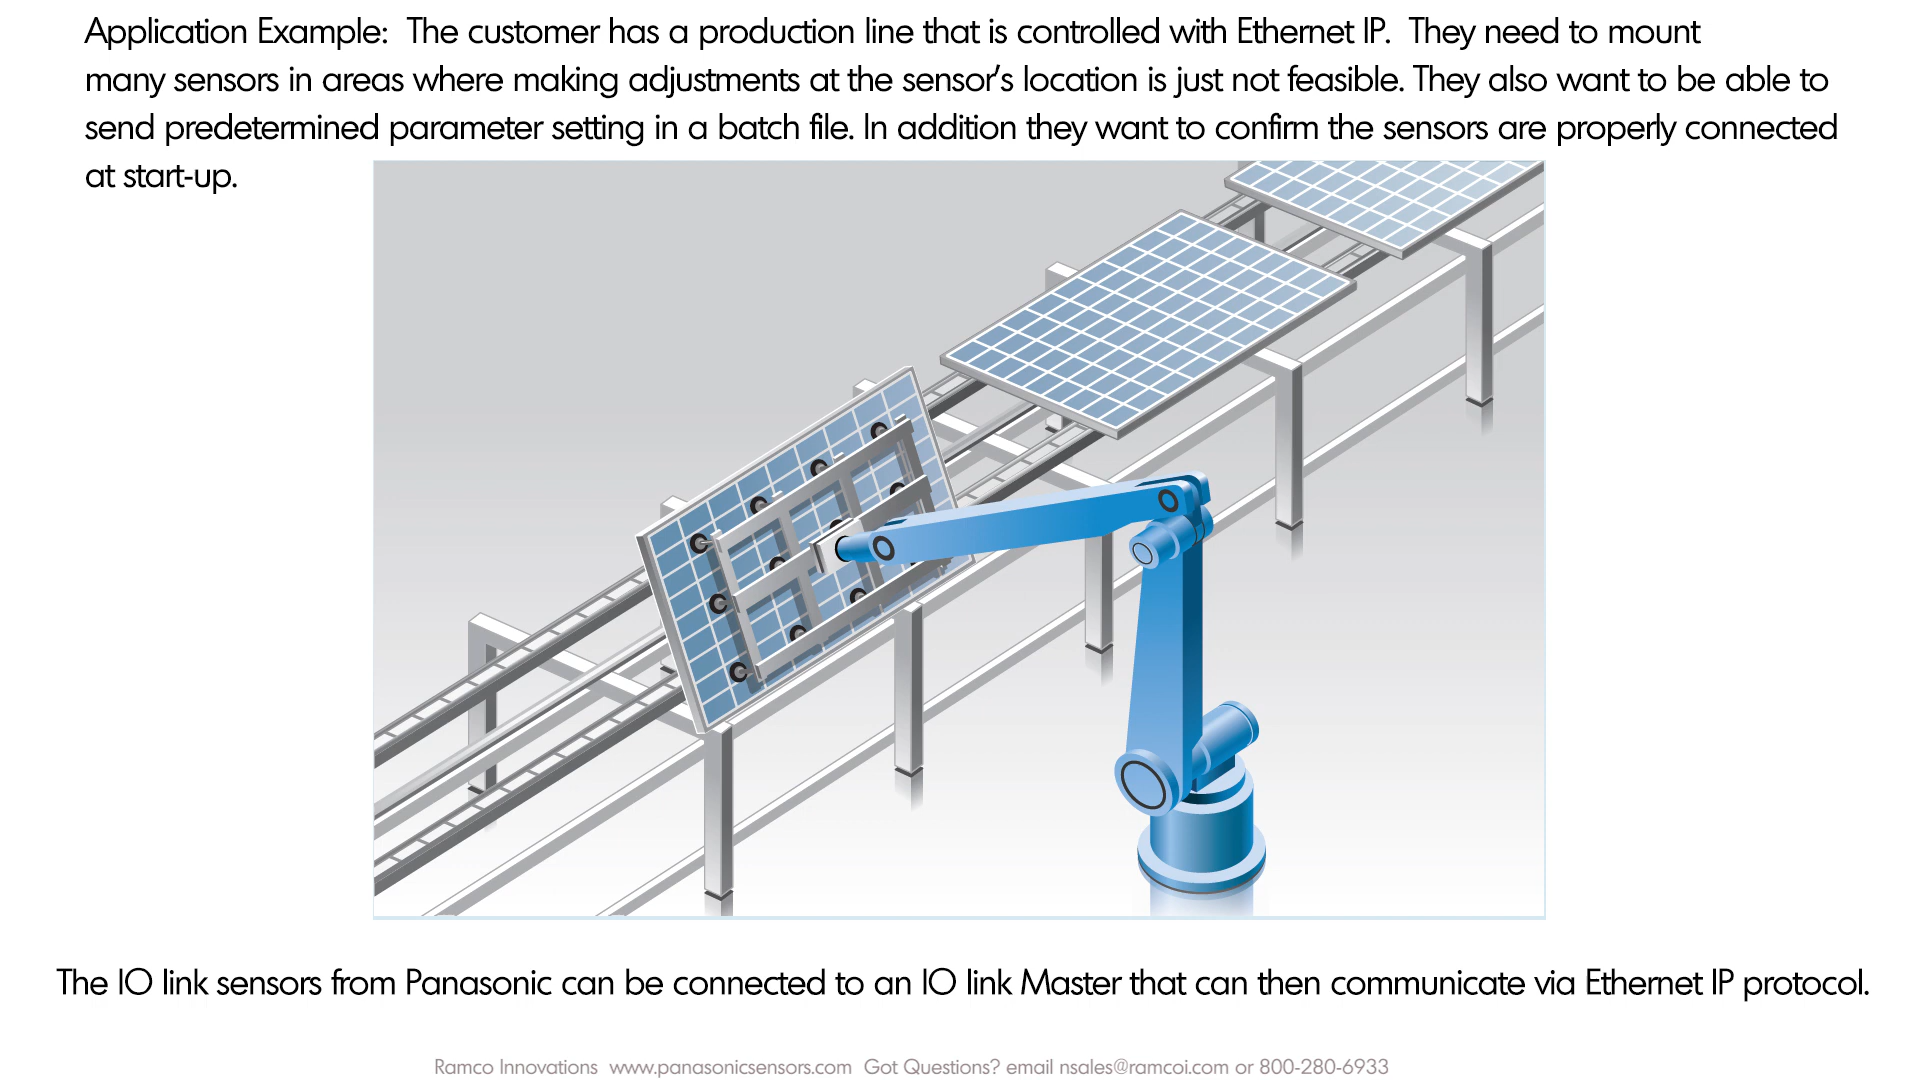 Application Example:  The customer has a production line that is controlled with Ethernet IP.  They need to mount
many sensors in areas where making adjustments at the sensor's location is just not feasible. They also want to be able to
send predetermined parameter setting in a batch file. In addition they want to confirm the sensors are properly connected
at start-up.
The IO link sensors from Panasonic can be connected to an IO link Master that can then communicate via Ethernet IP protocol.
Ramco Innovations  www.panasonicsensors.com  Got Questions? email nsales@ramcoi.com or 800-280-6933